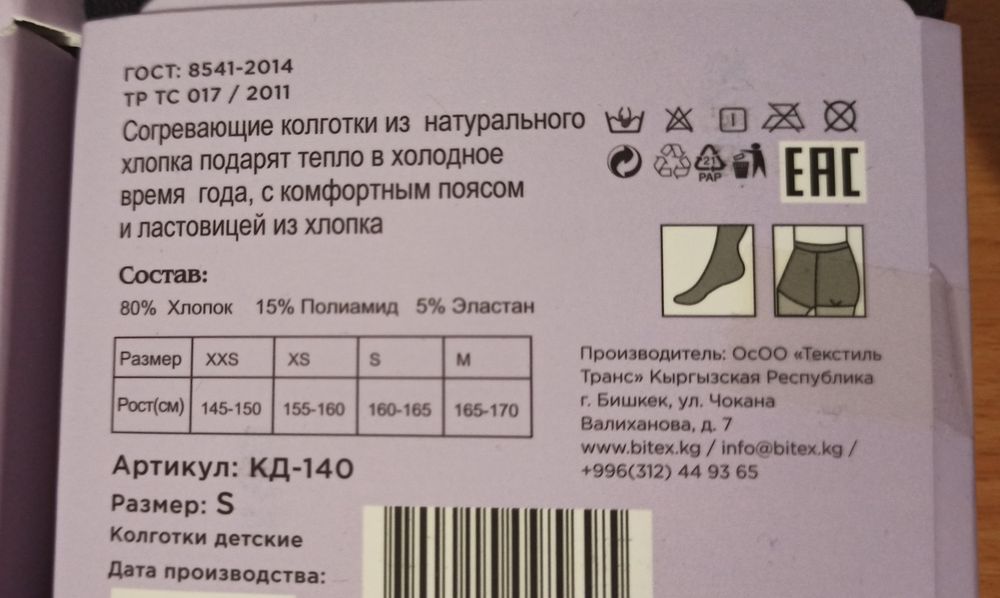 ГОСТ: 8541-2014
ТР ТС 017 / 2011
Согревающие колготки из натурального
хлопка подарят тепло в холодное
время года, с комфортным поясом
и ластовицей из хлопка
21
PAP
EAC
Состав:
80% Хлопок 15% Полиамид 5% Эластан
Размер XXS XS S M
Рост(см) 145-150 155-160 160-165 165-170
Производитель: ОсОО «Текстиль
Транс» Кыргызская Республика
г. Бишкек, ул. Чокана
Валиханова, д. 7
www.bitex.kg / info@bitex.kg /
+996(312) 44 93 65
Артикул: КД-140
Размер: S
Колготки детские
Дата производства: